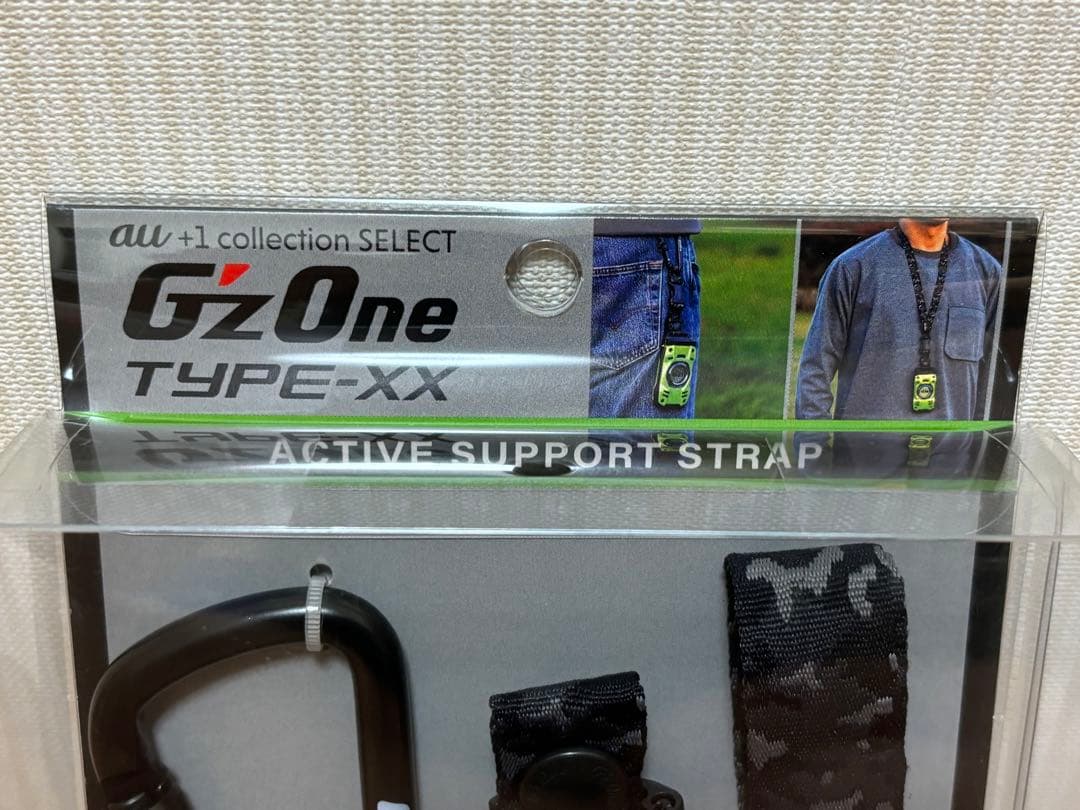 au +1 collection SELECT
G'zOne
TYPE-XX
ACTIVE SUPPORT STRAP